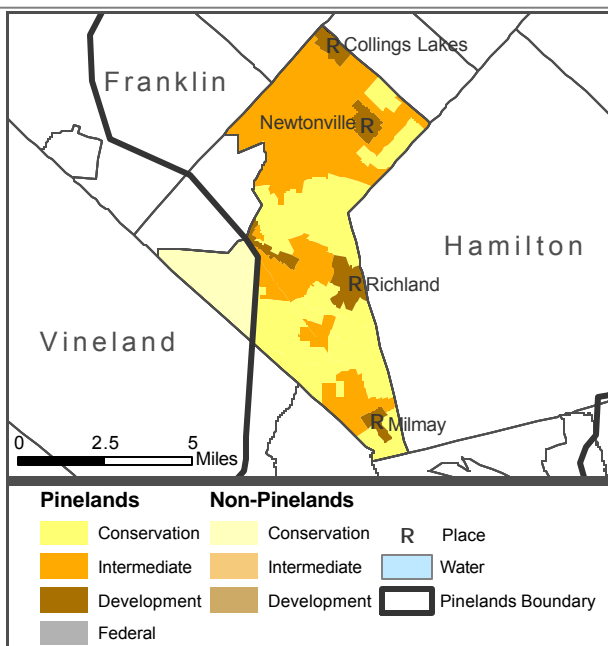 R Collings Lakes
Franklin
Newtonville R
Hamilton
R Richland
Vineland
R Milmay
0 2.5 5
Miles
Pinelands Non-Pinelands
Conservation Conservation R Place
Intermediate Intermediate Water
Development Development Pinelands Boundary
Federal